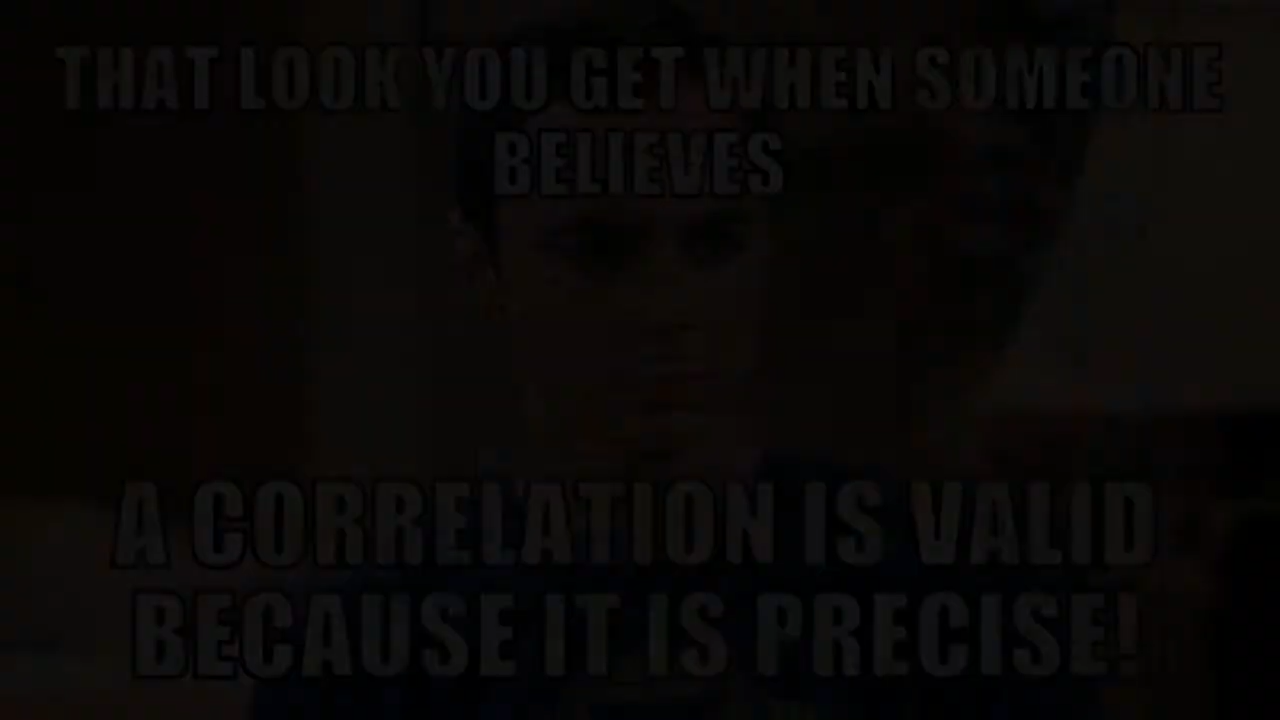 THAT LOOK YOU GET WHEN SOMEONE
BELIEVES
A CORRELATION IS VALID
BECAUSE IT IS PRECISE!